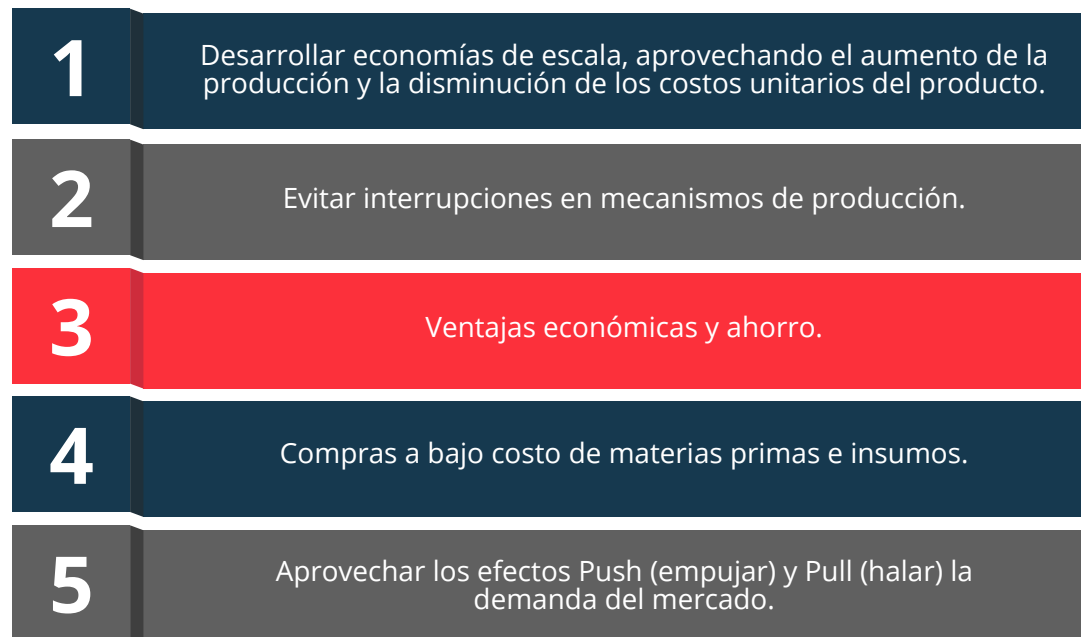 1
Desarrollar economías de escala, aprovechando el aumento de la
producción y la disminución de los costos unitarios del producto.
2
Evitar interrupciones en mecanismos de producción.
3
Ventajas económicas y ahorro.
4
Compras a bajo costo de materias primas e insumos.
5
Aprovechar los efectos Push (empujar) y Pull (halar) la
demanda del mercado.